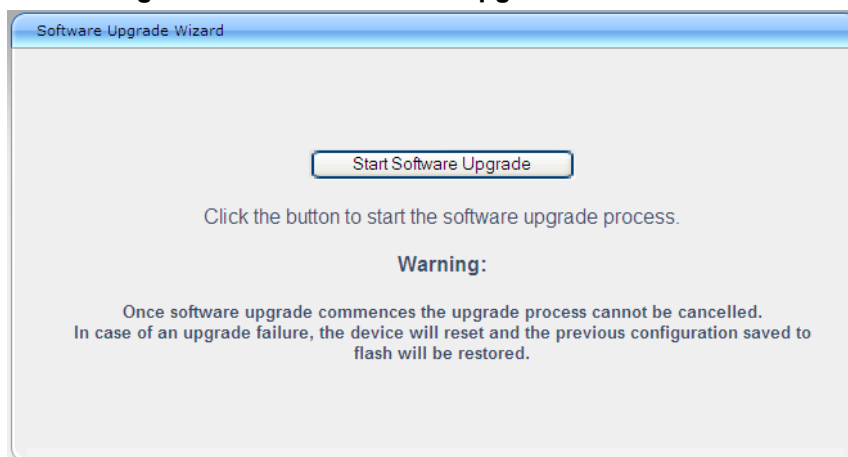 Software Upgrade Wizard
Start Software Upgrade
Click the button to start the software upgrade process.
Warning:
Once software upgrade commences the upgrade process cannot be cancelled.
In case of an upgrade failure, the device will reset and the previous configuration saved to
flash will be restored.